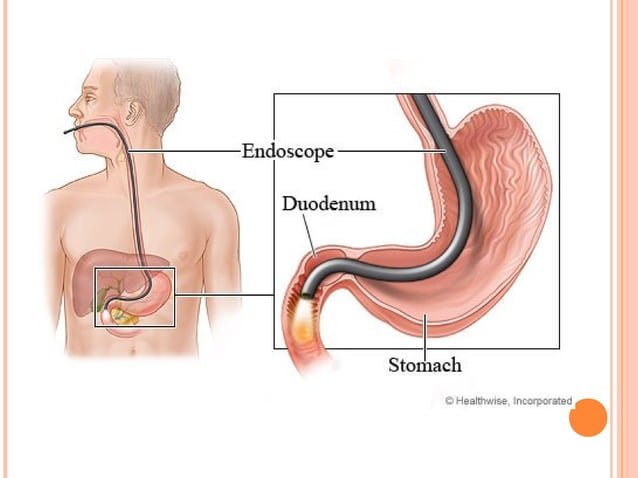 Endoscope
Duodenum
Stomach
© Healthwise, Incorporated